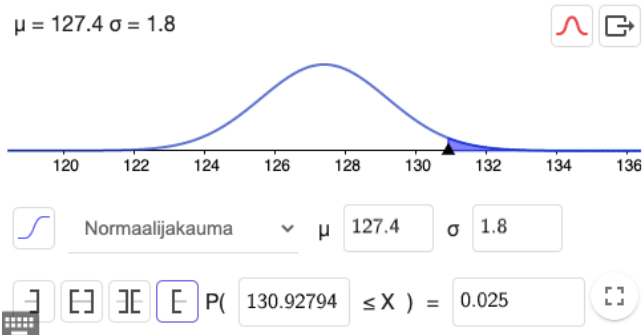 μ = 127.4 σ = 1.8
120 122 124 126 128 130 132 134 136
Normaalijakauma μ 127.4 σ 1.8
P( 130.92794 ≤ X ) = 0.025